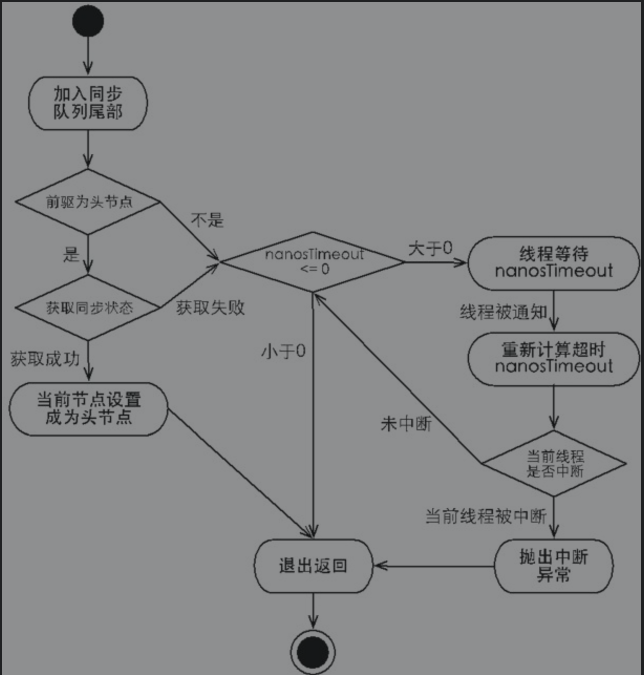 加入同步
队列尾部
前驱为头节点
不是
是
nanosTimeout
<= 0
大于0
线程等待
nanosTimeout
获取同步状态
获取失败
线程被通知
获取成功
小于0
重新计算超时
nanosTimeout
当前节点设置
成为头节点
未中断
当前线程
是否中断
当前线程被中断
退出返回
抛出中断
异常